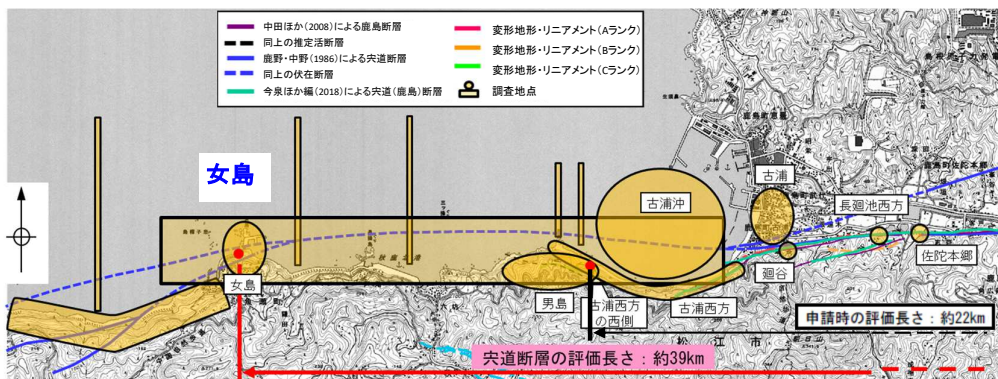 中田ほか(2008)による鹿島断層
同上の推定活断層
鹿野・中野(1986)による宍道断層
同上の伏在断層
今泉ほか編(2018)による宍道(鹿島)断層
変形地形・リニアメント(Aランク)
変形地形・リニアメント(Bランク)
変形地形・リニアメント(Cランク)
調査地点
女島
古浦沖
古浦
長廻池西方
廻谷
佐陀本郷
女島
男島
古浦西方
の西側
古浦西方
申請時の評価長さ：約22km
松江市
宍道断層の評価長さ：約39km